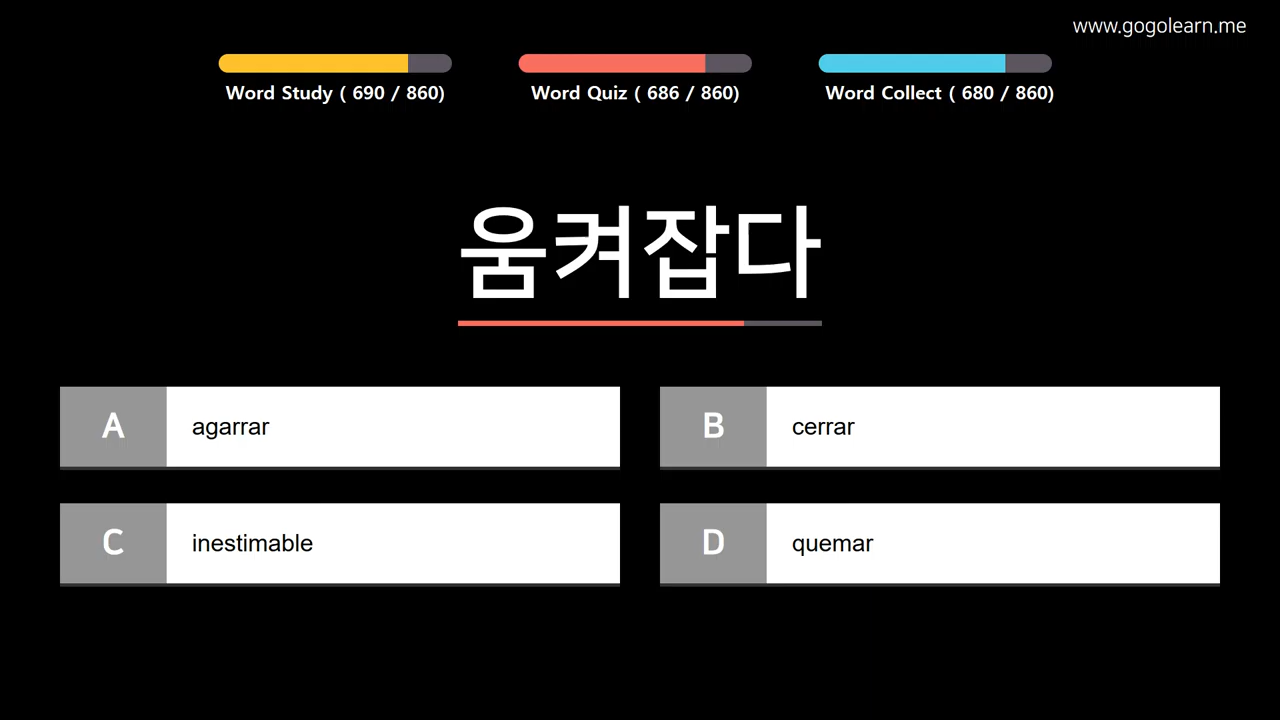 www.gogolearn.me
Word Study ( 690 / 860)
Word Quiz ( 686 / 860)
Word Collect ( 680 / 860)
움켜잡다
A agarrar
B cerrar
C inestimable
D quemar